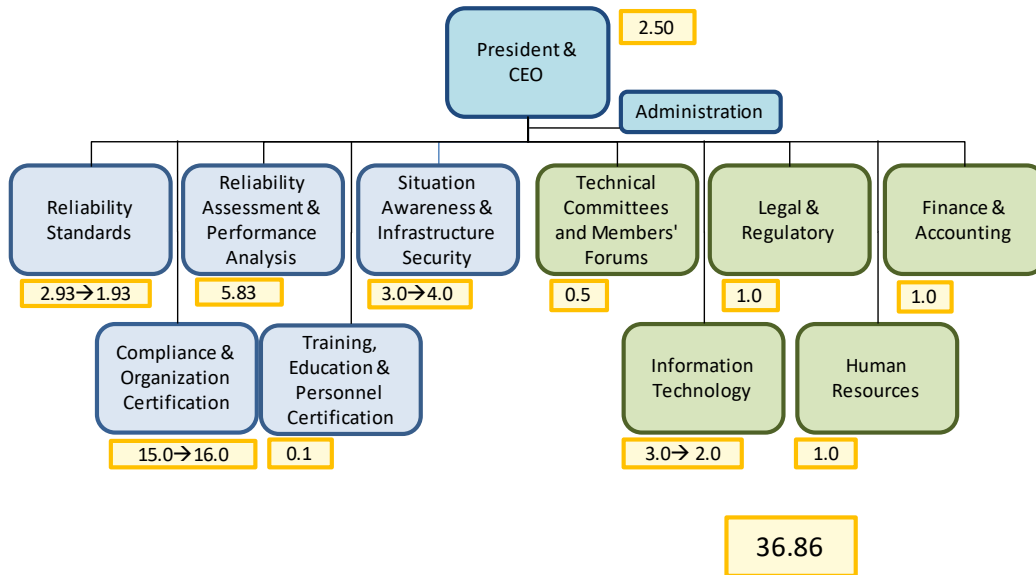 President &
CEO
2.50
Administration
Reliability
Standards
2.93→1.93
Reliability
Assessment &
Performance
Analysis
5.83
Situation
Awareness &
Infrastructure
Security
3.0→4.0
Technical
Committees
and Members'
Forums
0.5
Legal &
Regulatory
1.0
Finance &
Accounting
1.0
Compliance &
Organization
Certification
15.0→16.0
Training,
Education &
Personnel
Certification
0.1
Information
Technology
3.0→ 2.0
Human
Resources
1.0
36.86